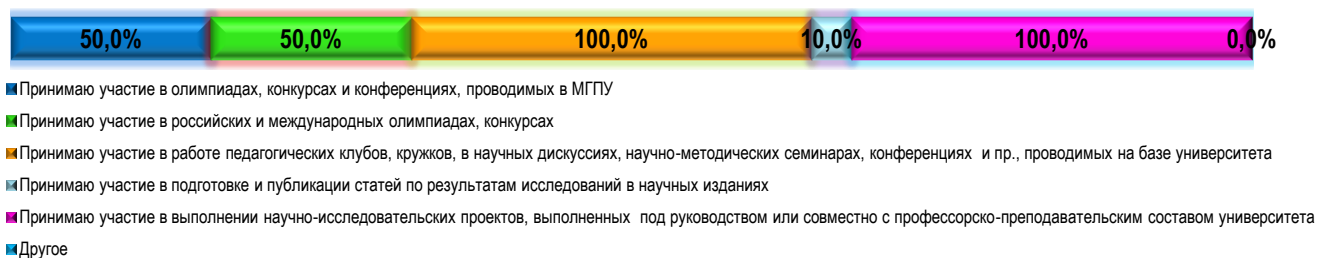 50,0% 50,0% 100,0% 10,0% 100,0% 0,0%
Принимаю участие в олимпиадах, конкурсах и конференциях, проводимых в МГПУ
Принимаю участие в российских и международных олимпиадах, конкурсах
Принимаю участие в работе педагогических клубов, кружков, в научных дискуссиях, научно-методических семинарах, конференциях и пр., проводимых на базе университета
Принимаю участие в подготовке и публикации статей по результатам исследований в научных изданиях
Принимаю участие в выполнении научно-исследовательских проектов, выполненных под руководством или совместно с профессорско-преподавательским составом университета
Другое